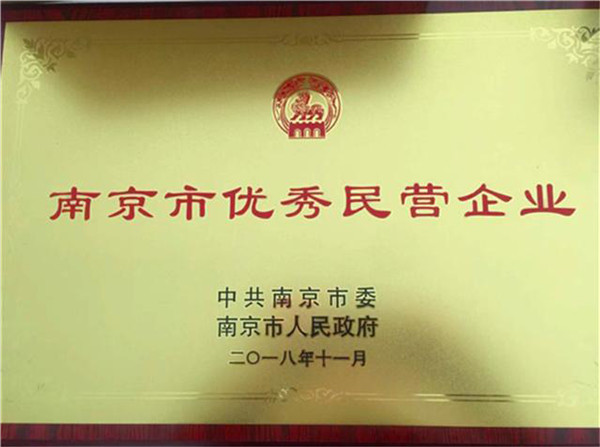 南京市优秀民营企业
中共南京市委
南京市人民政府
二〇一八年十一月